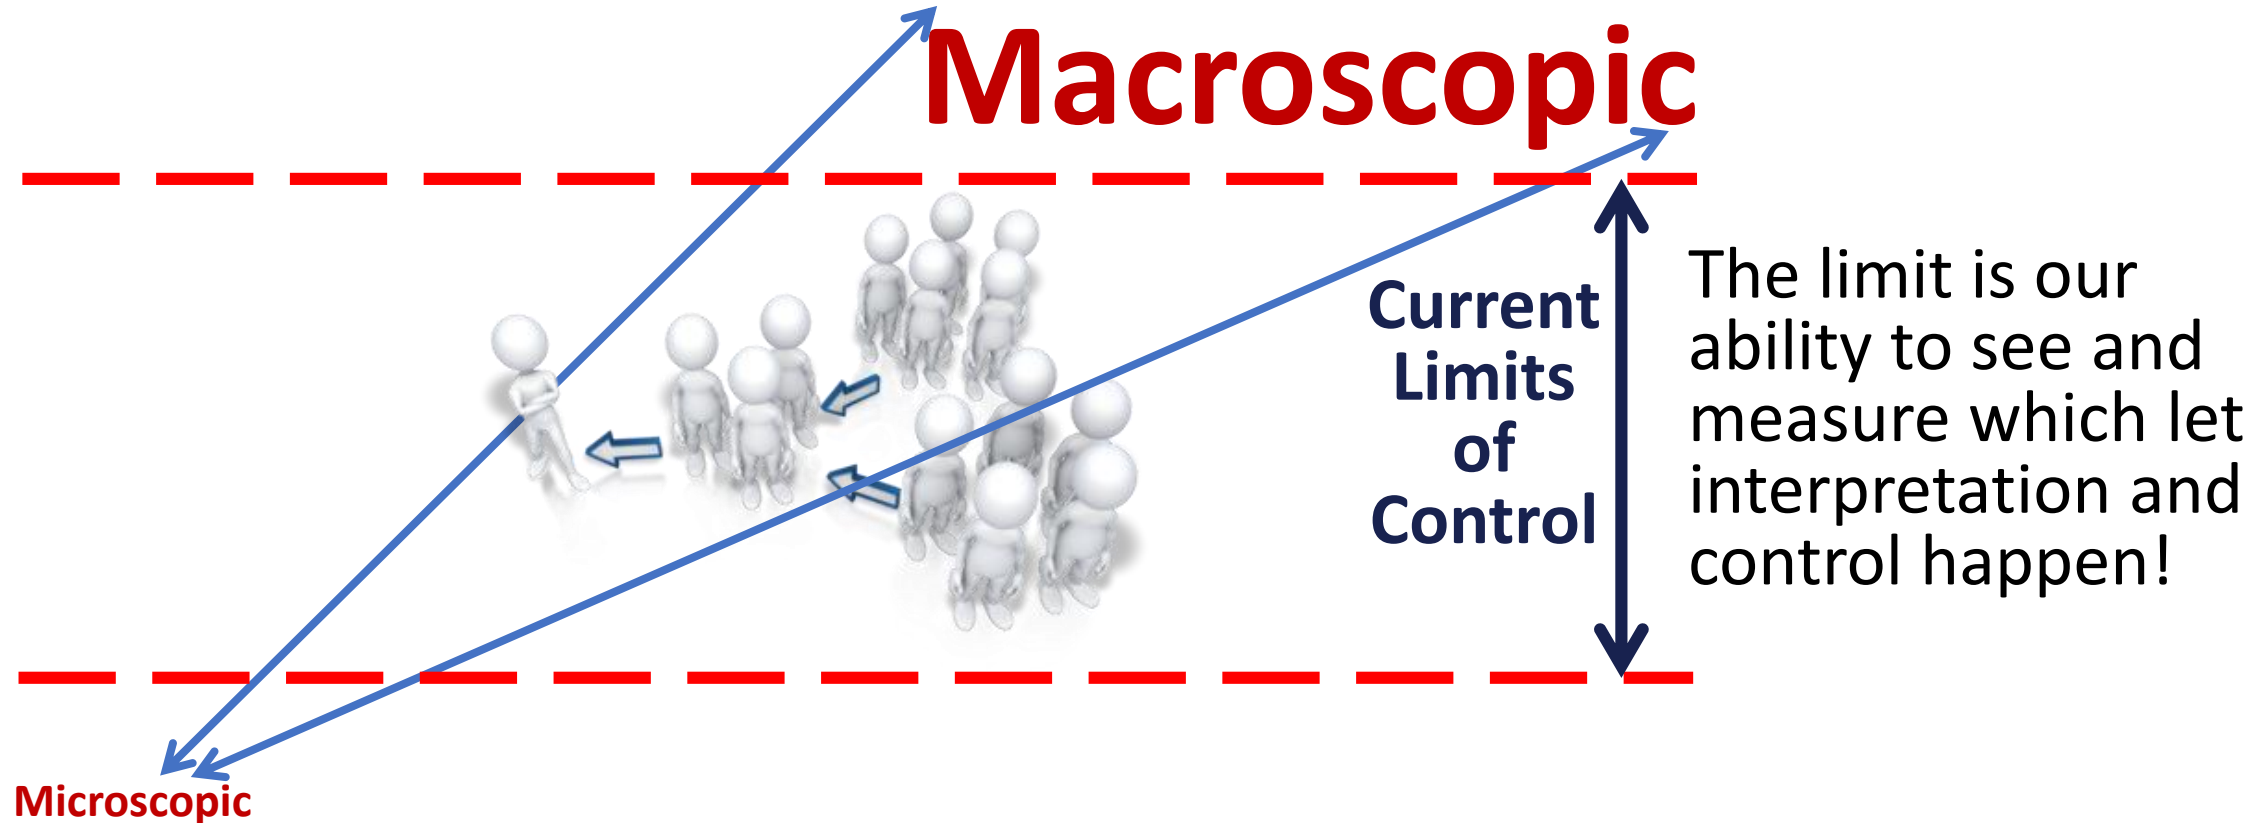 Macroscopic
Current
Limits
of
Control
The limit is our
ability to see and
measure which let
interpretation and
control happen!
Microscopic